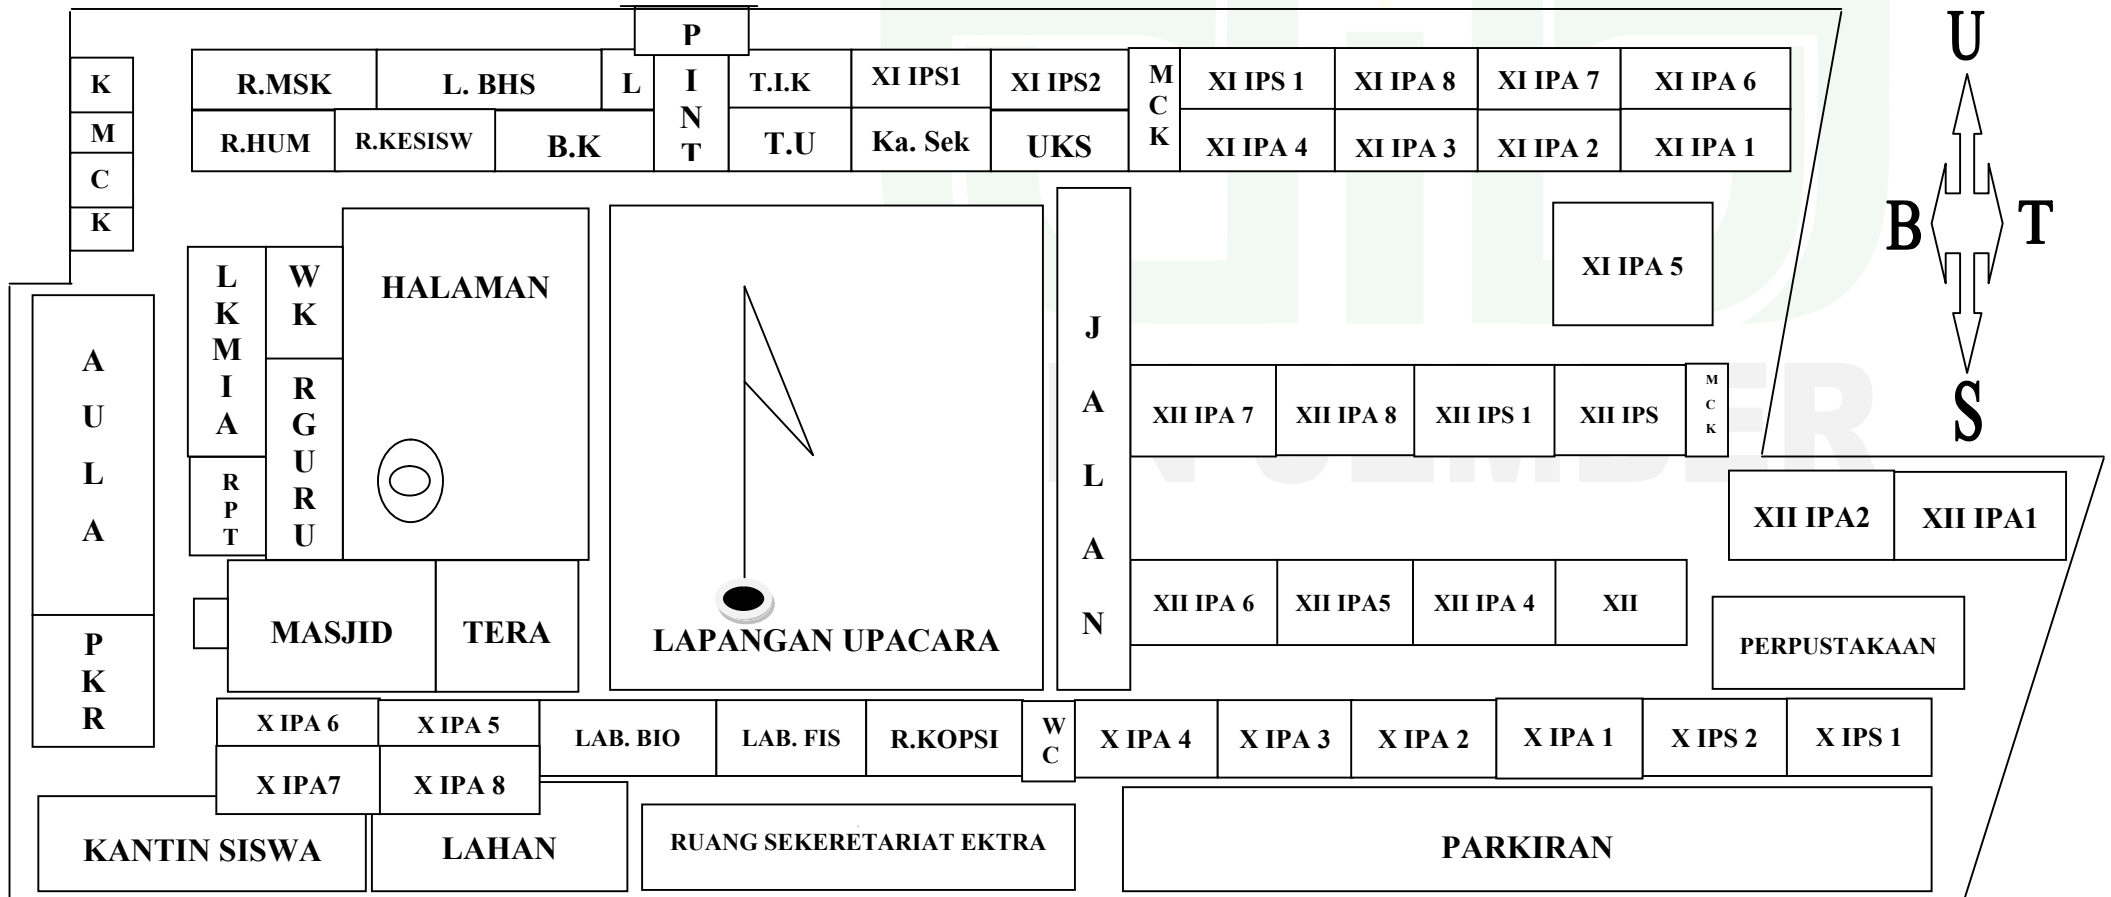 P
I
N
T
U
R.MSK
L. BHS
L
T.I.K
XI IPS1
XI IPS2
M
C
K
XI IPS 1
XI IPA 8
XI IPA 7
XI IPA 6
K
M
C
K
R.HUM
R.KESISW
B.K
T.U
Ka. Sek
UKS
XI IPA 4
XI IPA 3
XI IPA 2
XI IPA 1
B
T
S
L
K
M
I
A
W
K
HALAMAN
J
A
L
A
N
XI IPA 5
A
U
L
A
R
G
U
R
U
R
P
T
XII IPA 7
XII IPA 8
XII IPS 1
XII IPS
M
C
K
XII IPA2
XII IPA1
XII IPA 6
XII IPA5
XII IPA 4
XII
P
K
R
MASJID
TERA
LAPANGAN UPACARA
PERPUSTAKAAN
X IPA 6
X IPA 5
LAB. BIO
LAB. FIS
R.KOPSI
W
C
X IPA 4
X IPA 3
X IPA 2
X IPA 1
X IPS 2
X IPS 1
X IPA7
X IPA 8
KANTIN SISWA
LAHAN
RUANG SEKERETARIAT EKTRA
PARKIRAN